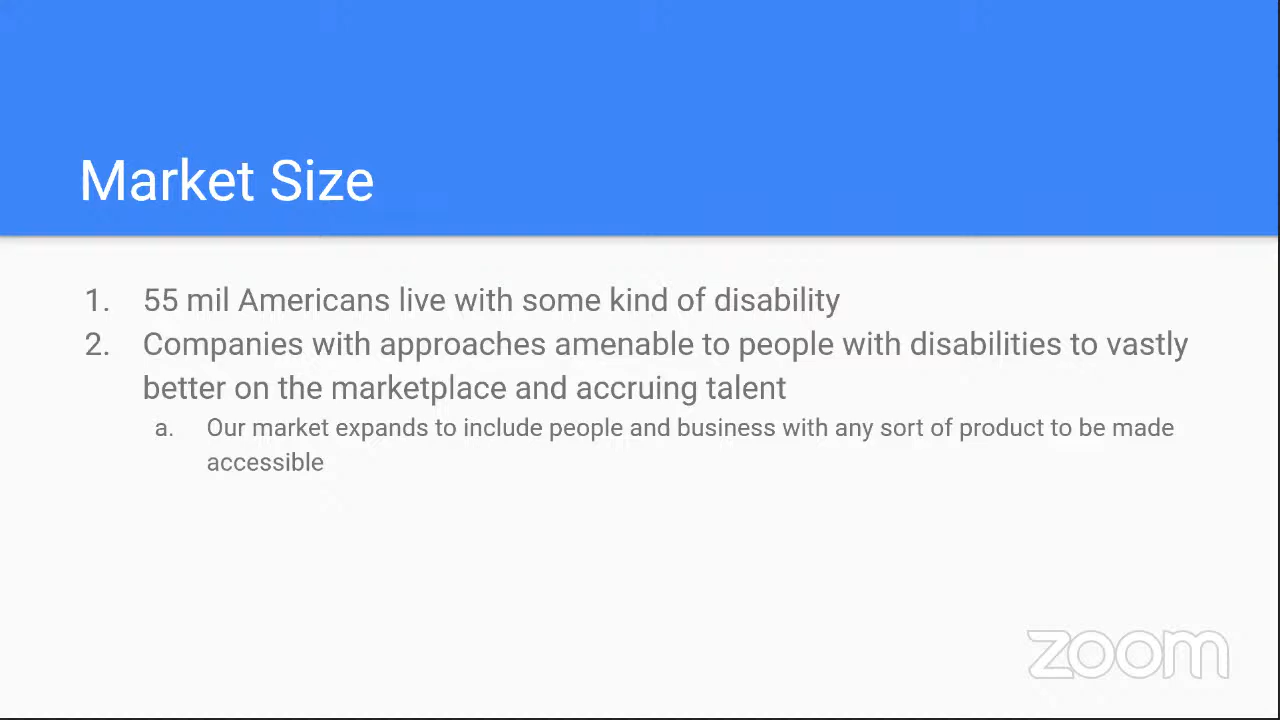 Market Size
1. 55 mil Americans live with some kind of disability
2. Companies with approaches amenable to people with disabilities to vastly
better on the marketplace and accruing talent
a. Our market expands to include people and business with any sort of product to be made
accessible
zoom